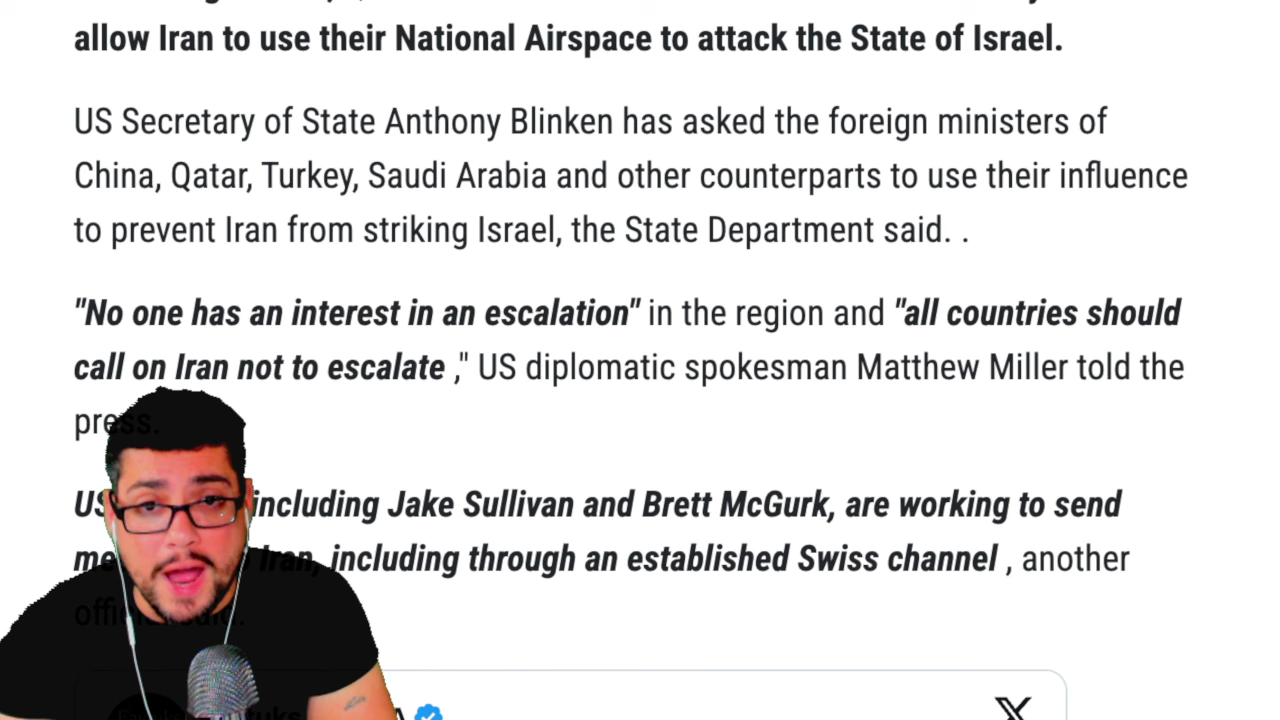 allow Iran to use their National Airspace to attack the State of Israel.
US Secretary of State Anthony Blinken has asked the foreign ministers of
China, Qatar, Turkey, Saudi Arabia and other counterparts to use their influence
to prevent Iran from striking Israel, the State Department said. .
"No one has an interest in an escalation" in the region and "all countries should
call on Iran not to escalate ," US diplomatic spokesman Matthew Miller told the
press.
US including Jake Sullivan and Brett McGurk, are working to send
Iran, including through an established Swiss channel , another
said.
X